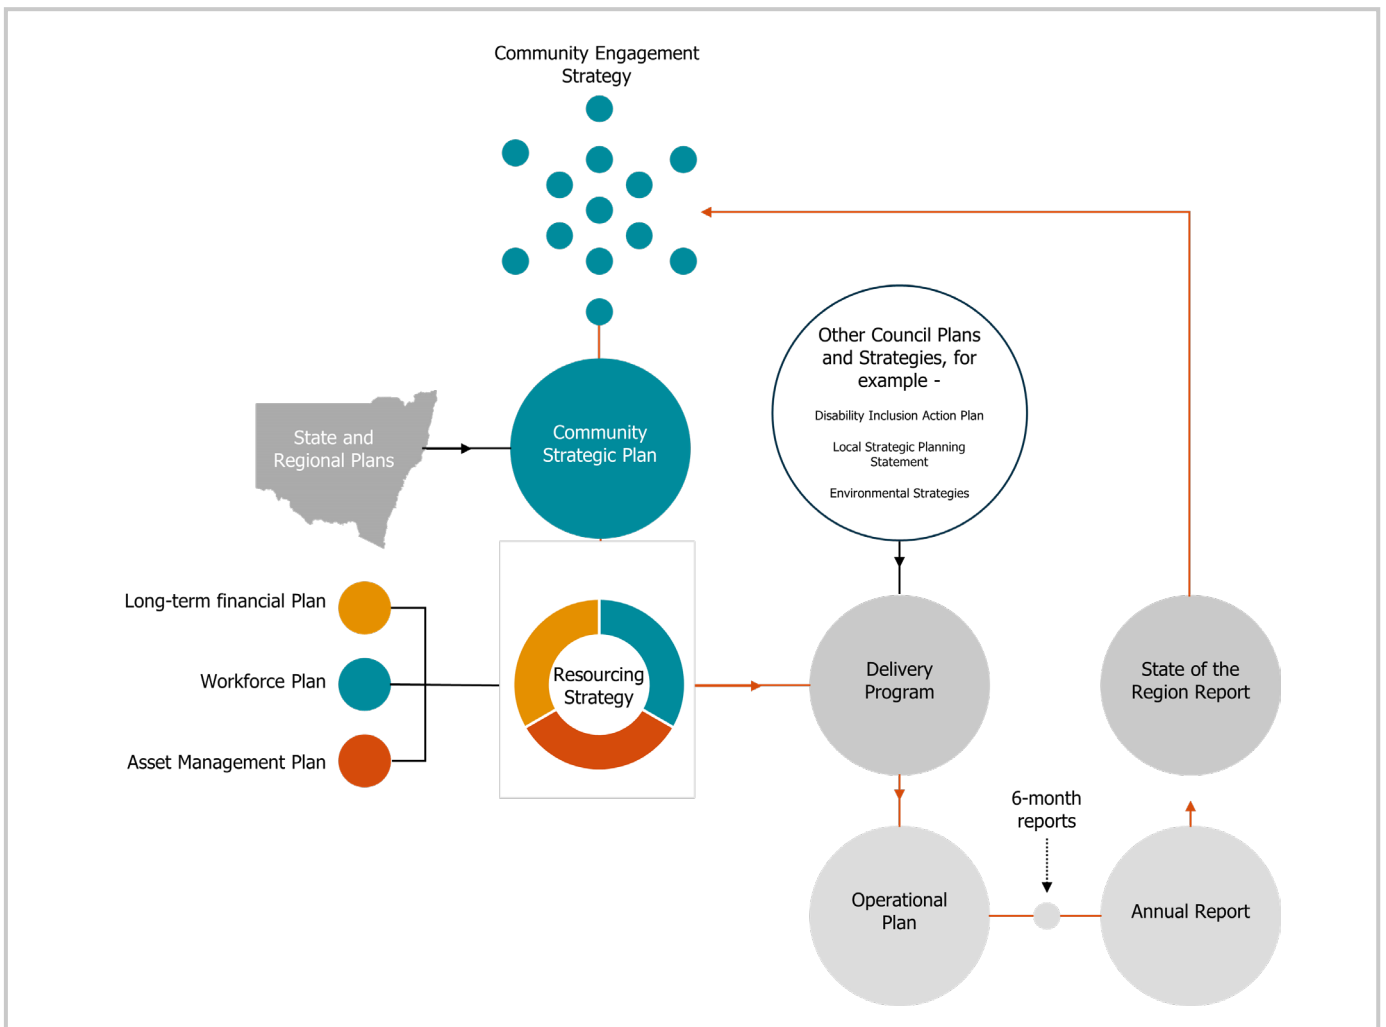 Community Engagement
Strategy
Other Council Plans
and Strategies, for
example -
Disability Inclusion Action Plan
Local Strategic Planning
Statement
Environmental Strategies
State and
Regional Plans
Community
Strategic Plan
Long-term financial Plan
Workforce Plan
Asset Management Plan
Resourcing
Strategy
Delivery
Program
State of the
Region Report
6-month
reports
Operational
Plan
Annual Report